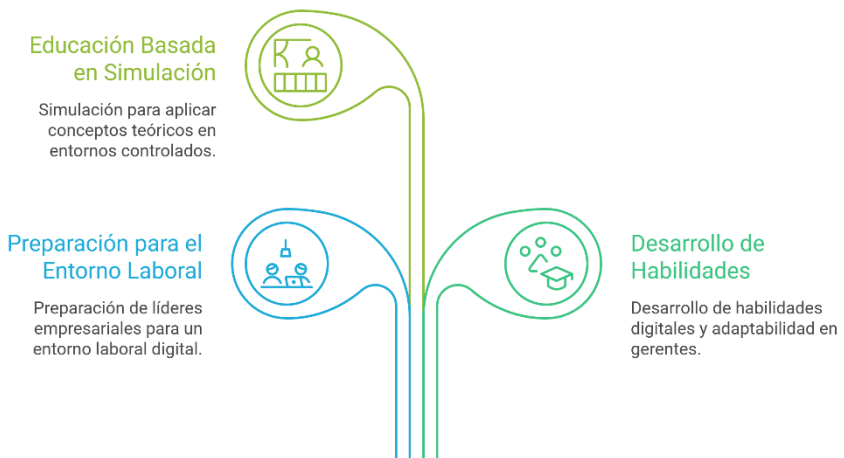 Educación Basada
en Simulación
Simulación para aplicar
conceptos teóricos en
entornos controlados.
Preparación para el
Entorno Laboral
Preparación de líderes
empresariales para un
entorno laboral digital.
Desarrollo de
Habilidades
Desarrollo de habilidades
digitales y adaptabilidad en
gerentes.